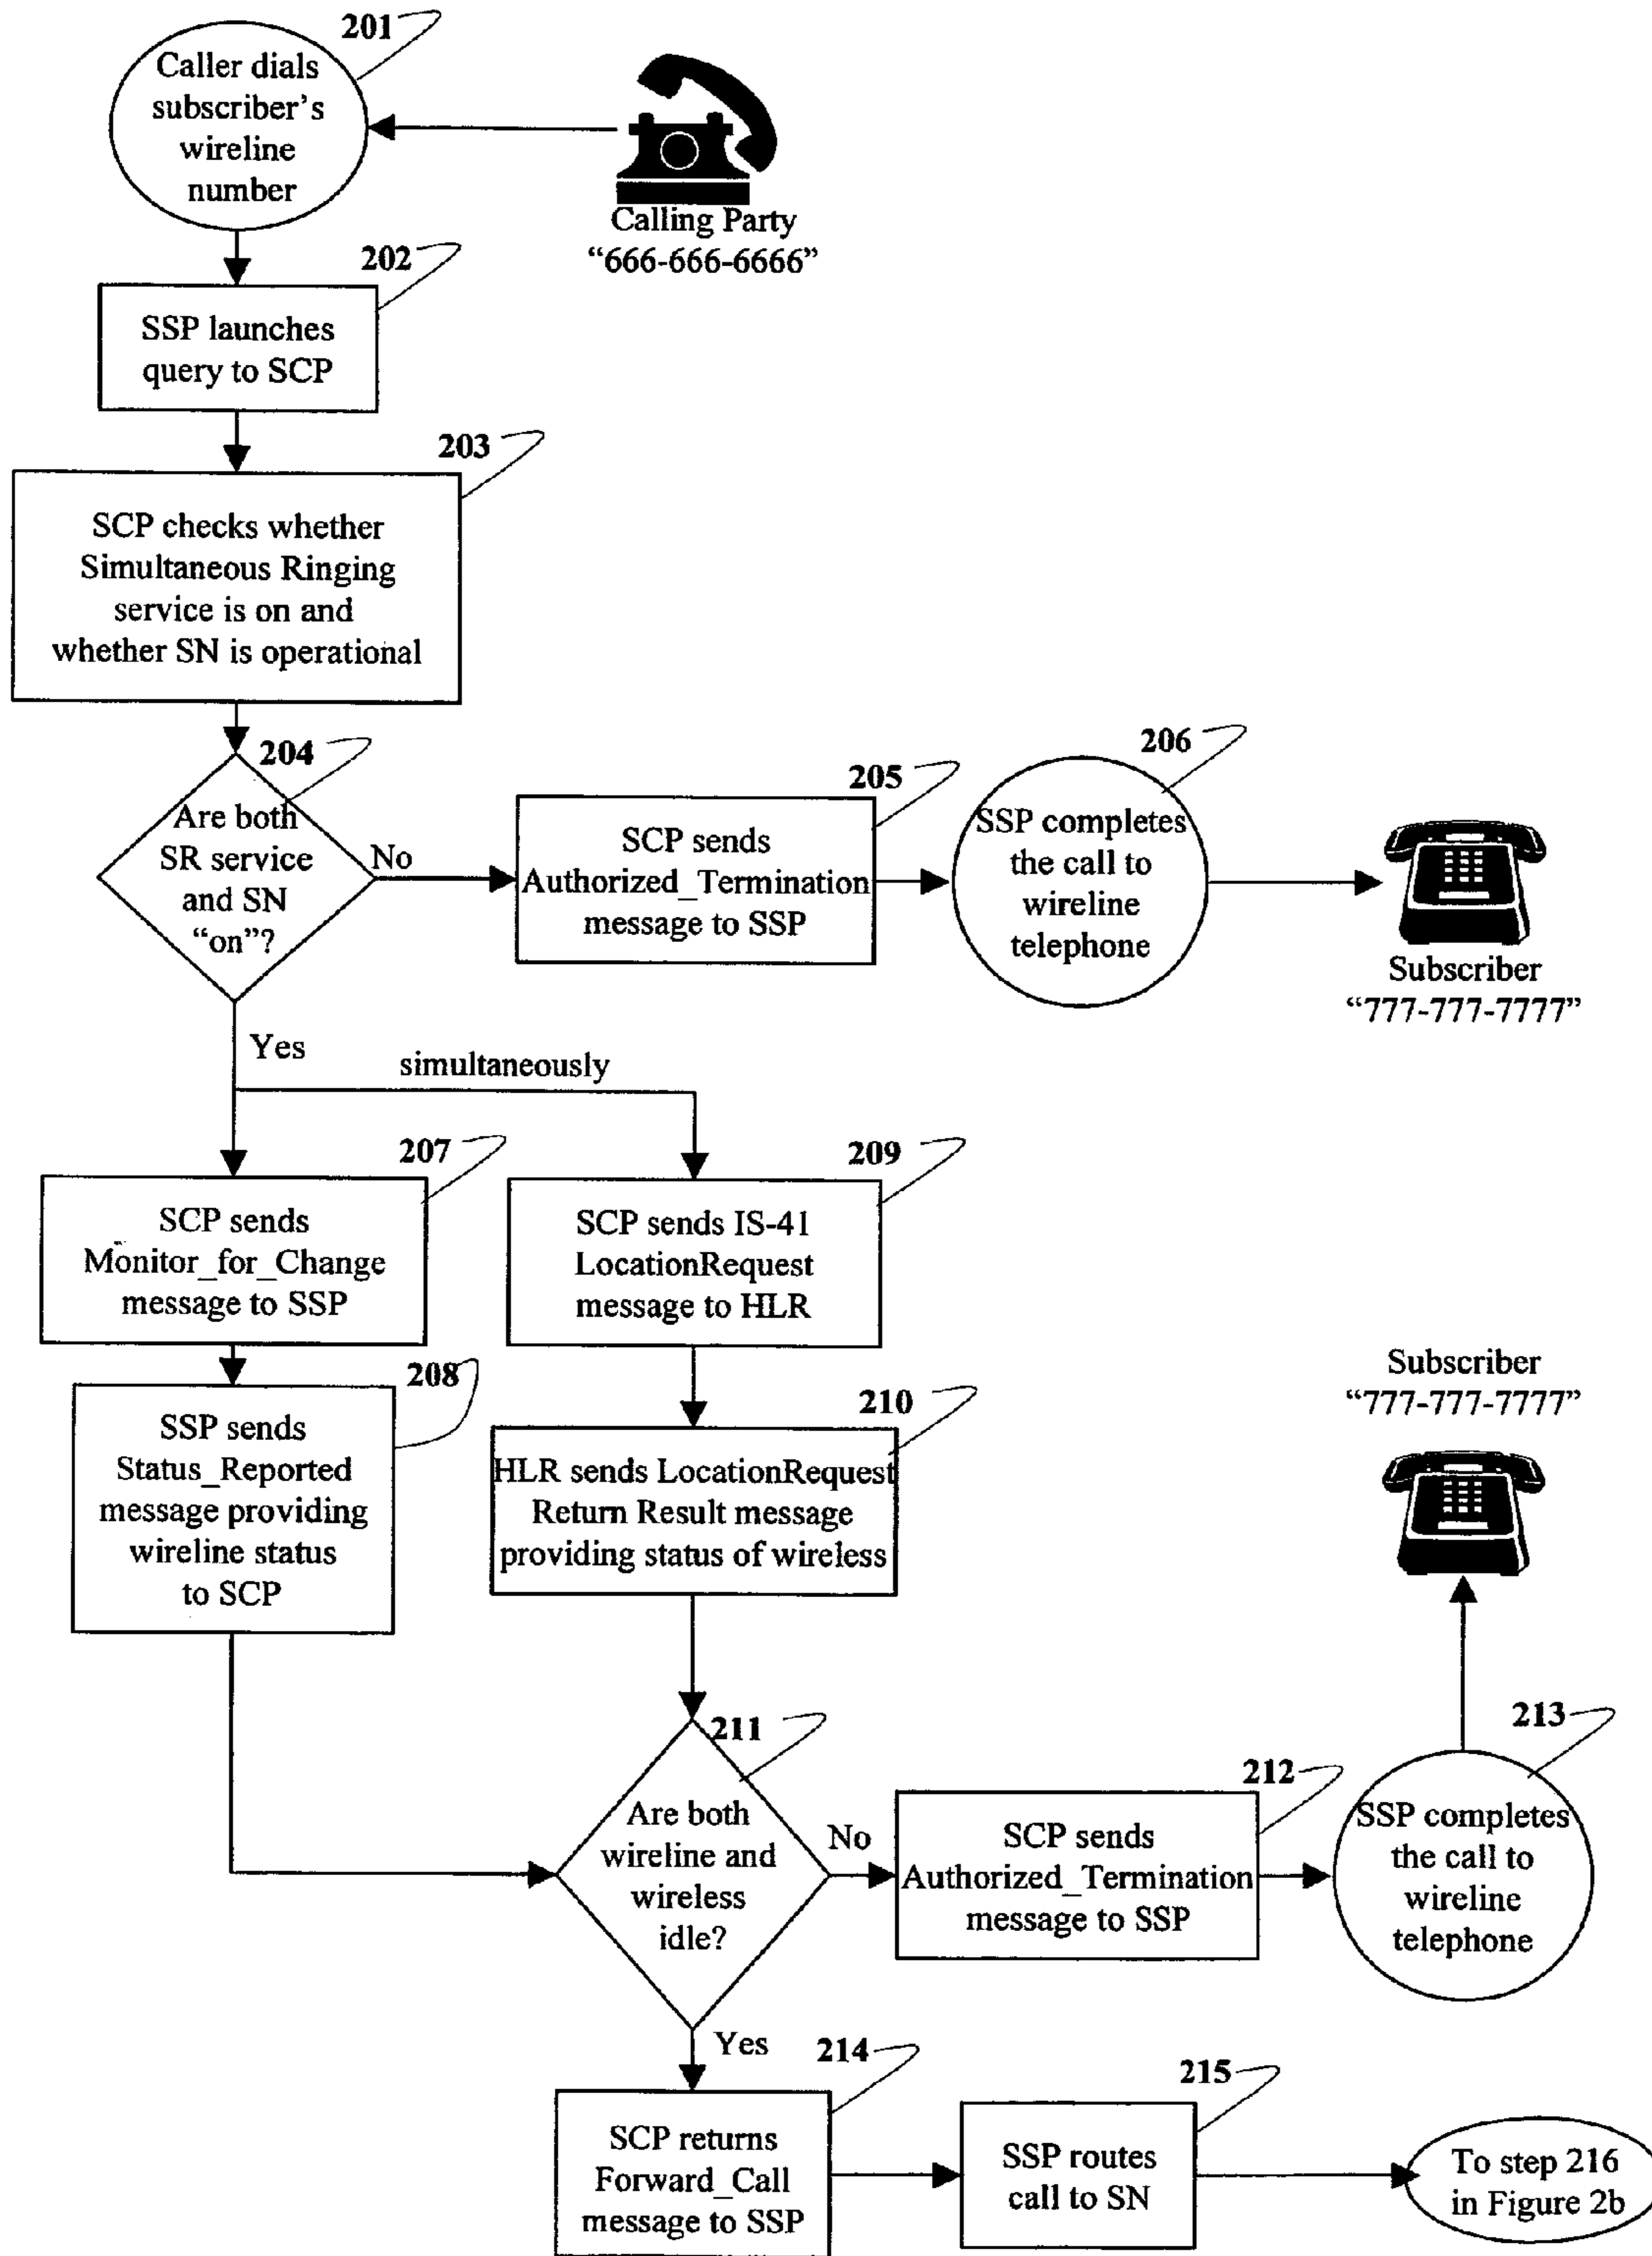 201
Caller dials
subscriber's
wireline
number
Calling Party
“666-666-6666”
202
SSP launches
query to SCP
203
SCP checks whether
Simultaneous Ringing
service is on and
whether SN is operational
204
Are both
SR service
and SN
“on”?
No
205
SCP sends
Authorized_Termination
message to SSP
206
SSP completes
the call to
wireline
telephone
Subscriber
“777-777-7777”
Yes
simultaneously
207
SCP sends
Monitor_for_Change
message to SSP
209
SCP sends IS-41
LocationRequest
message to HLR
208
SSP sends
Status_Reported
message providing
wireline status
to SCP
210
HLR sends LocationRequest
Return Result message
providing status of wireless
Subscriber
“777-777-7777”
211
Are both
wireline and
wireless
idle?
No
212
SCP sends
Authorized_Termination
message to SSP
213
SSP completes
the call to
wireline
telephone
Yes
214
SCP returns
Forward_Call
message to SSP
215
SSP routes
call to SN
To step 216
in Figure 2b